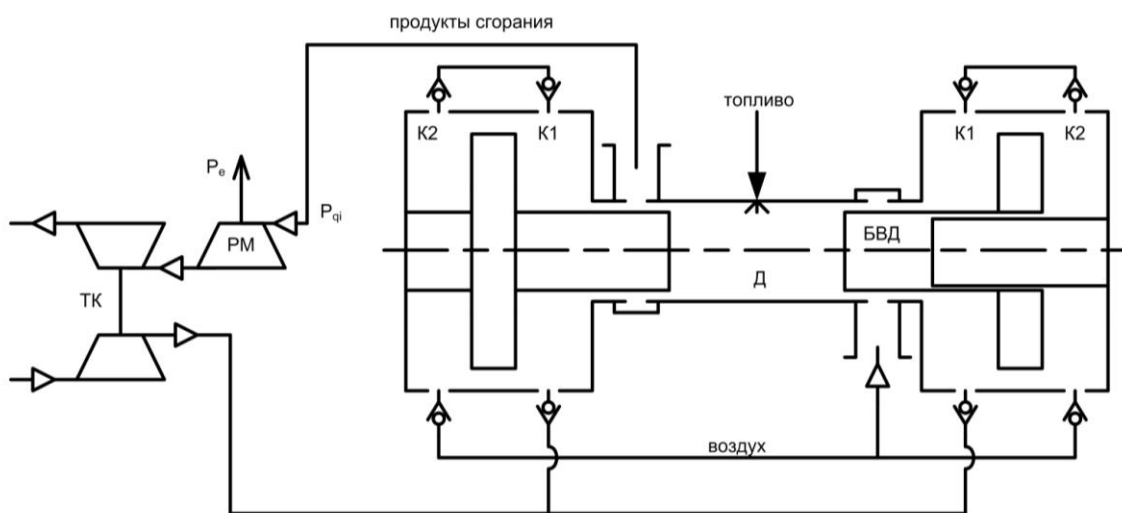 продукты сгорания
топливо
К2
К1
К1
К2
Pe
Pqi
РМ
БВД
Д
ТК
воздух